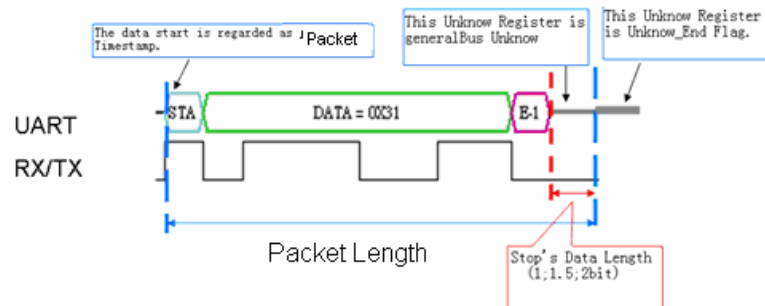 The data start is regarded as Packet
Timestamp.
This Unknow Register is
generalBus Unknow
This Unknow Register
is Unknow_End Flag.
STA
DATA = 0X31
E-1
UART
RX/TX
Packet Length
Stop's Data Length
(1;1.5;2bit)